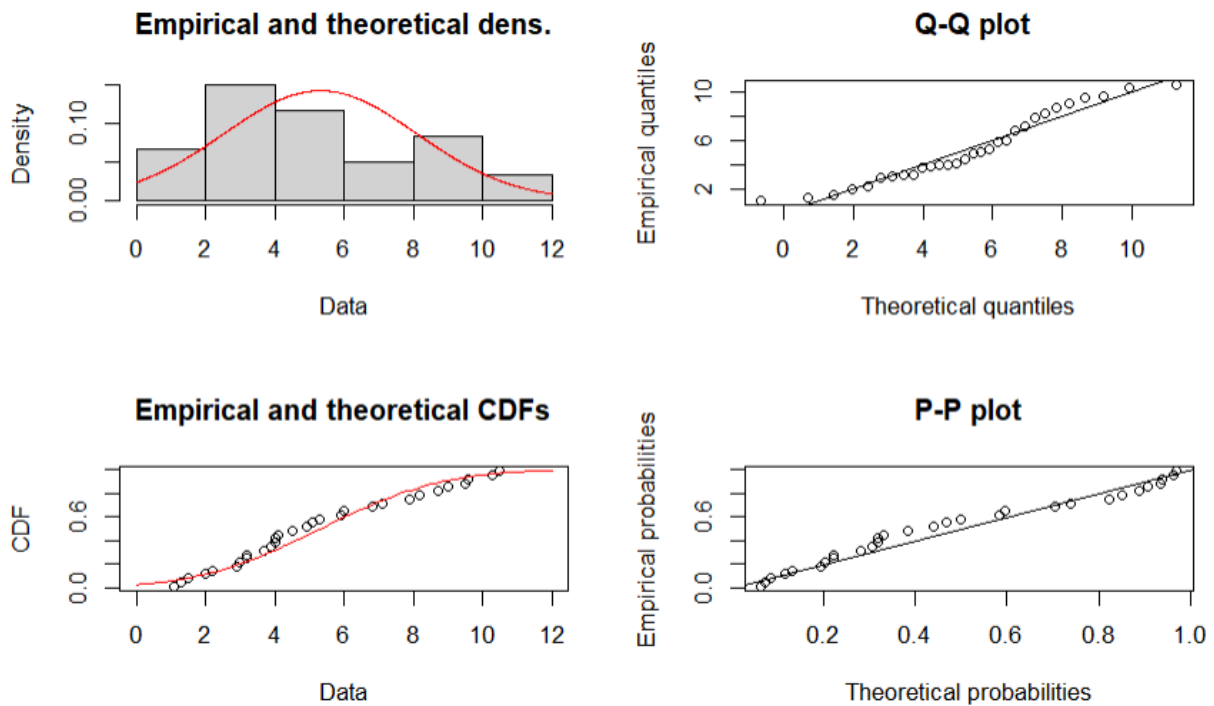 Empirical and theoretical dens.
Density
0.00 0.10
0 2 4 6 8 10 12
Data
Q-Q plot
Empirical quantiles
2 6 10
0 2 4 6 8 10
Theoretical quantiles
Empirical and theoretical CDFs
CDF
0.0 0.6
0 2 4 6 8 10 12
Data
P-P plot
Empirical probabilities
0.0 0.6
0.2 0.4 0.6 0.8 1.0
Theoretical probabilities